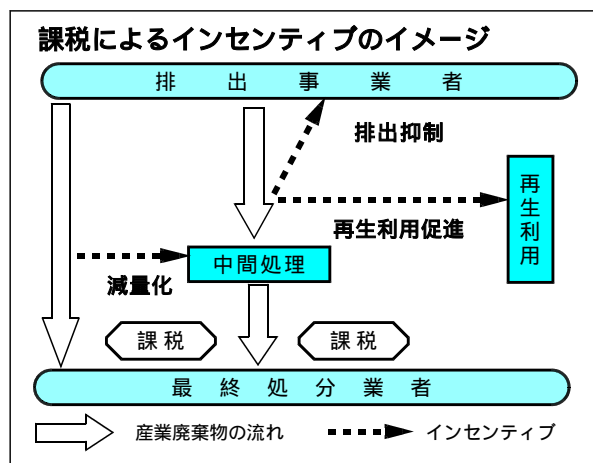 課税によるインセンティブのイメージ
排出事業者
排出抑制
再生利用
再生利用促進
中間処理
減量化
課税
課税
最終処分業者
産業廃棄物の流れ
インセンティブ